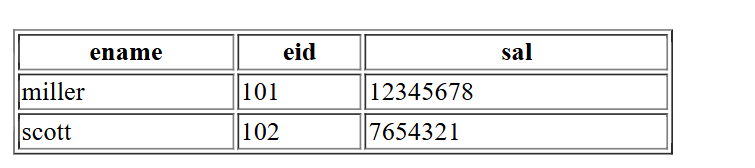 ename eid sal
miller 101 12345678
scott 102 7654321